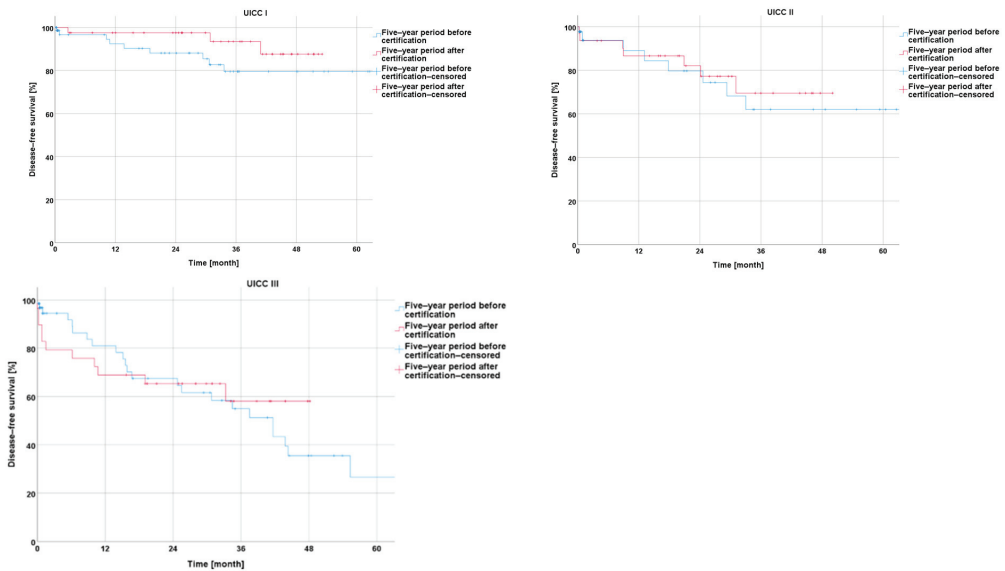 UICC I
Disease–free survival [%]
100
80
60
40
20
0
0 12 24 36 48 60
Time [month]
Five–year period before
certification
Five–year period after
certification
Five–year period before
certification–censored
Five–year period after
certification–censored
UICC II
Disease–free survival [%]
100
80
60
40
20
0
0 12 24 36 48 60
Time [month]
Five–year period before
certification
Five–year period after
certification
Five–year period before
certification–censored
Five–year period after
certification–censored
UICC III
Disease–free survival [%]
100
80
60
40
20
0
0 12 24 36 48 60
Time [month]
Five–year period before
certification
Five–year period after
certification
Five–year period before
certification–censored
Five–year period after
certification–censored